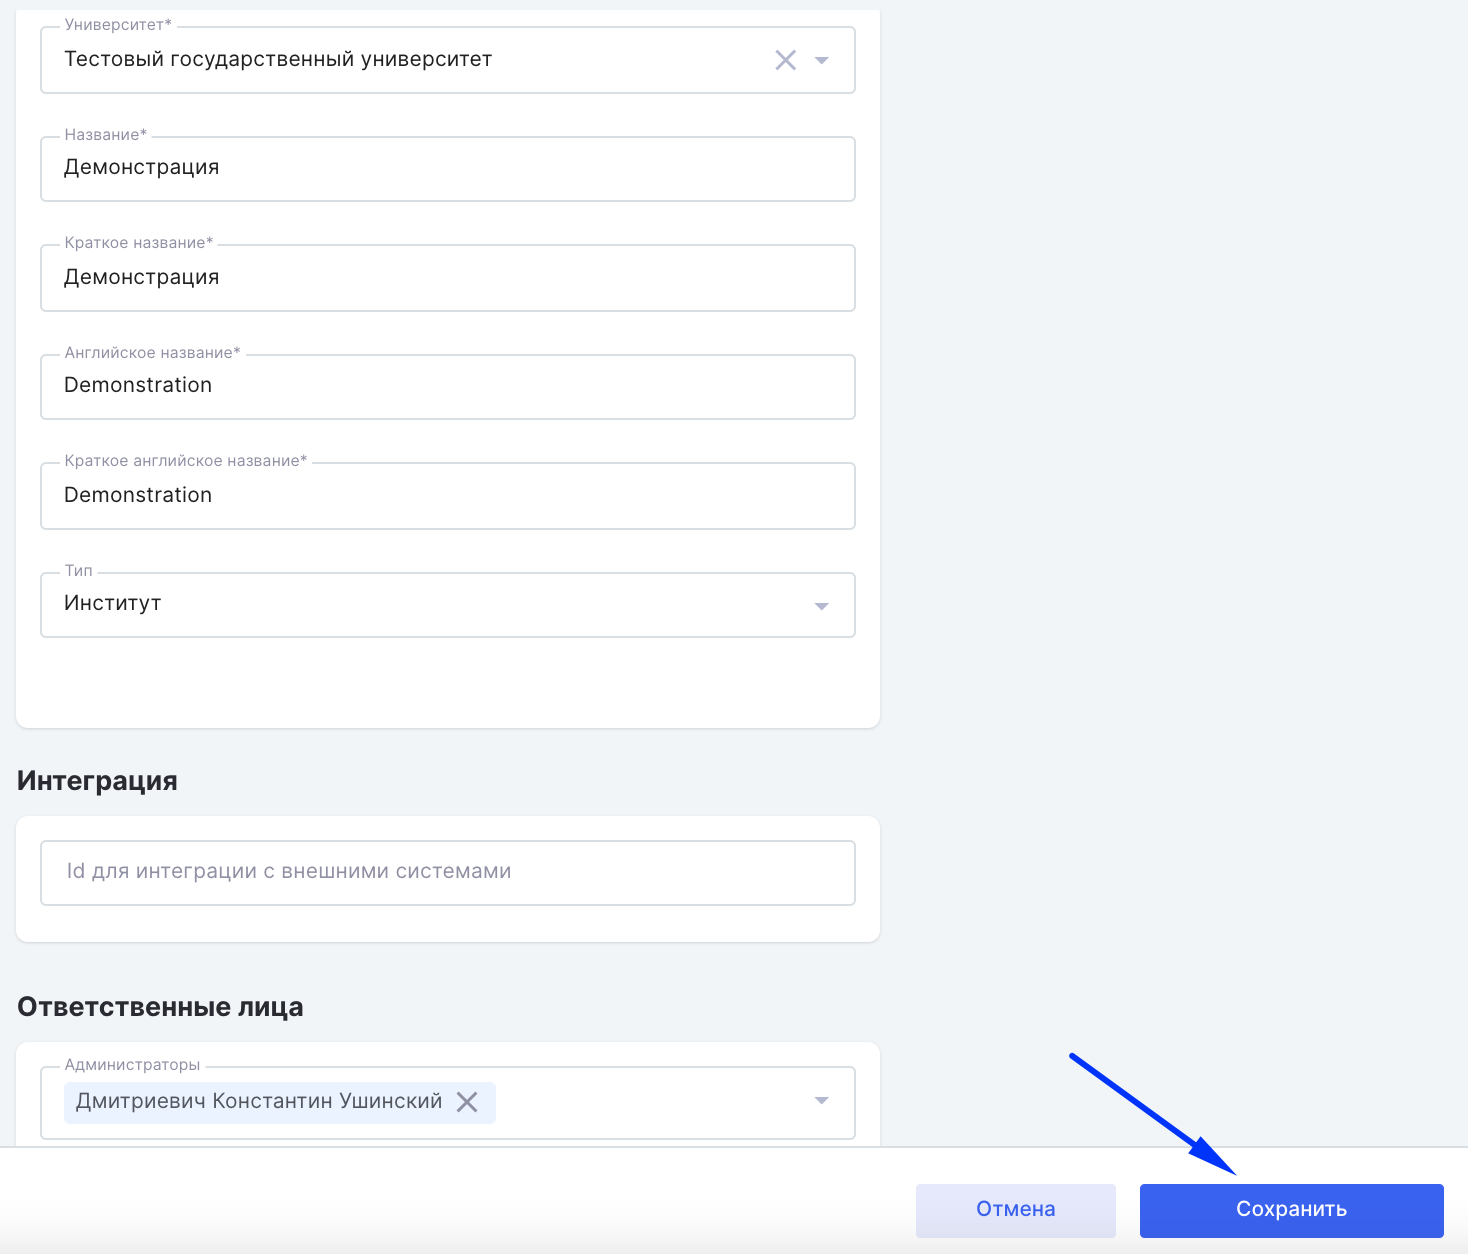 Университет*
Тестовый государственный университет
Название*
Демонстрация
Краткое название*
Демонстрация
Английское название*
Demonstration
Краткое английское название*
Demonstration
Тип
Институт
Интеграция
Id для интеграции с внешними системами
Ответственные лица
Администраторы
Дмитриевич Константин Ушинский
Отмена
Сохранить